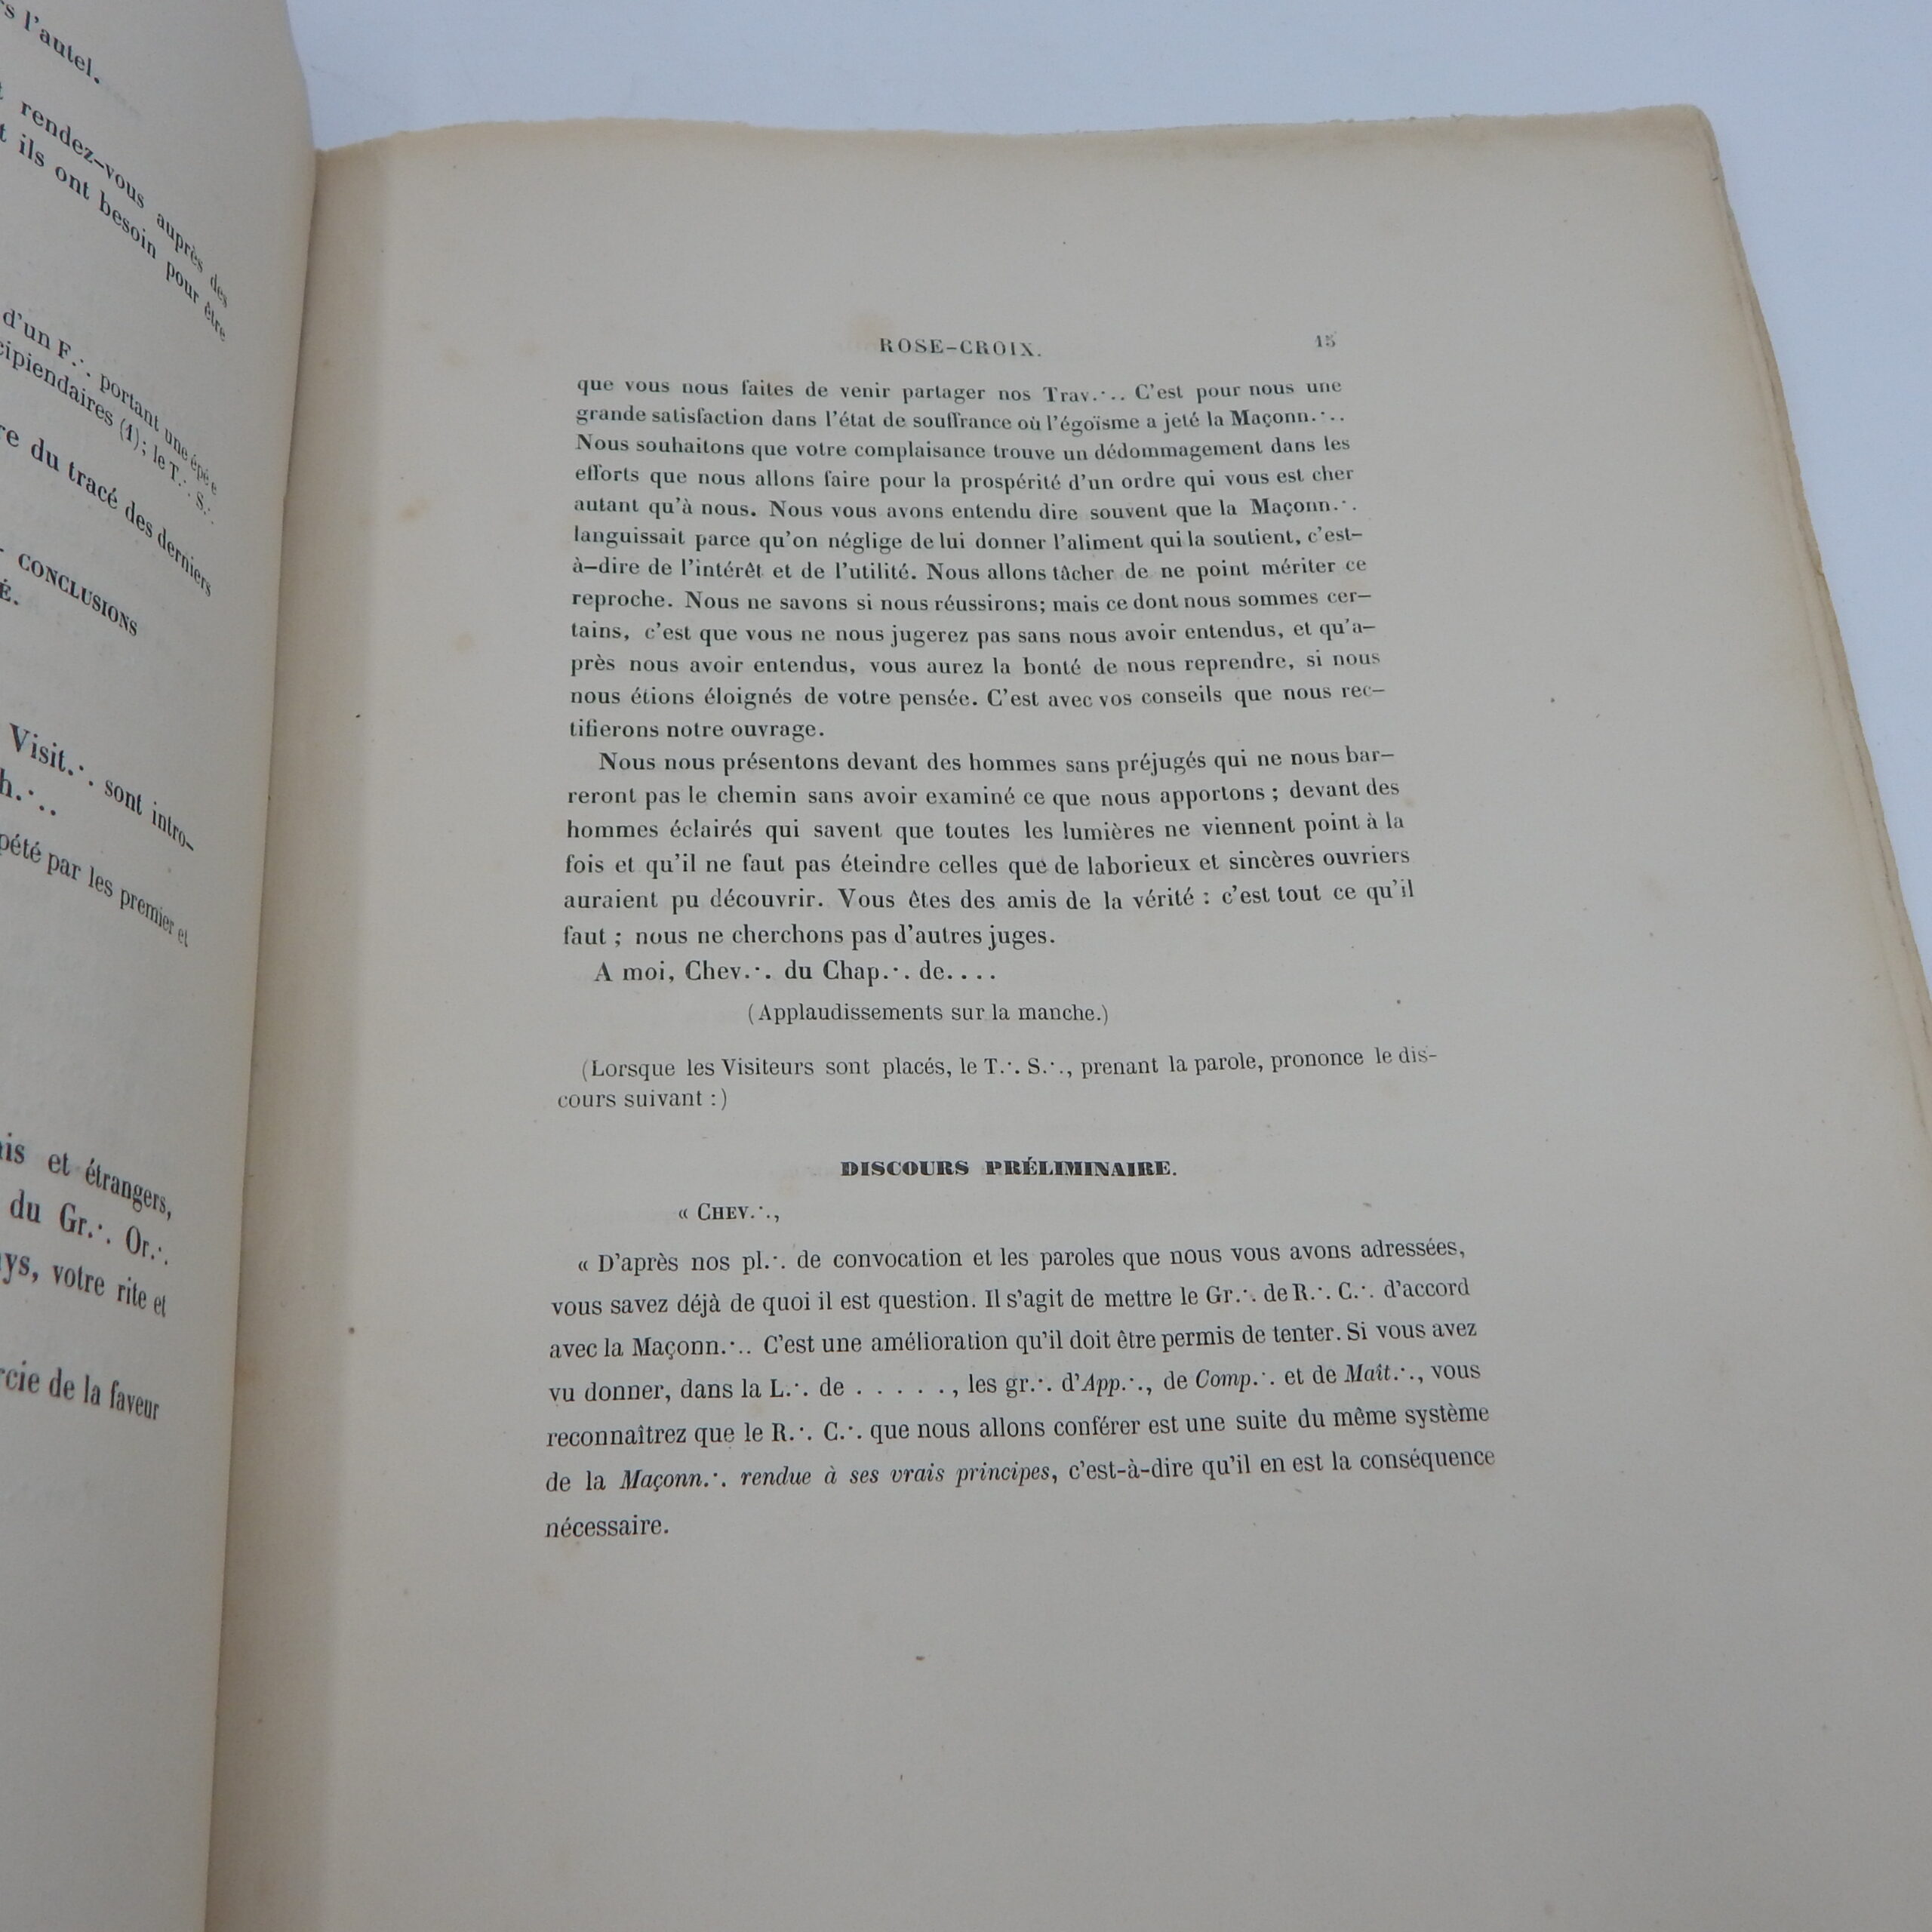 s l'autel.
rendez-vous auprès des
t ils ont besoin pour être
d'un F.·. portant une épée
cipiendaires (1); le T.·. S.·.
re du tracé des derniers
CONCLUSIONS
É.
Visit.·. sont intro-
h.·..
pété par les premier et
ais et étrangers,
du Gr.·. Or.·.
ays, votre rite et
rcie de la faveur
ROSE-CROIX. 15
que vous nous faites de venir partager nos Trav.·.. C'est pour nous une
grande satisfaction dans l'état de souffrance où l'égoïsme a jeté la Maçonn.·..
Nous souhaitons que votre complaisance trouve un dédommagement dans les
efforts que nous allons faire pour la prospérité d'un ordre qui vous est cher
autant qu'à nous. Nous vous avons entendu dire souvent que la Maçonn.·.
languissait parce qu'on néglige de lui donner l'aliment qui la soutient, c'est-
à-dire de l'intérêt et de l'utilité. Nous allons tâcher de ne point mériter ce
reproche. Nous ne savons si nous réussirons; mais ce dont nous sommes cer-
tains, c'est que vous ne nous jugerez pas sans nous avoir entendus, et qu'a-
près nous avoir entendus, vous aurez la bonté de nous reprendre, si nous
nous étions éloignés de votre pensée. C'est avec vos conseils que nous rec-
tifierons notre ouvrage.
Nous nous présentons devant des hommes sans préjugés qui ne nous bar-
reront pas le chemin sans avoir examiné ce que nous apportons ; devant des
hommes éclairés qui savent que toutes les lumières ne viennent point à la
fois et qu'il ne faut pas éteindre celles que de laborieux et sincères ouvriers
auraient pu découvrir. Vous êtes des amis de la vérité : c'est tout ce qu'il
faut ; nous ne cherchons pas d'autres juges.
A moi, Chev.·. du Chap.·. de....
(Applaudissements sur la manche.)
(Lorsque les Visiteurs sont placés, le T.·. S.·., prenant la parole, prononce le dis-
cours suivant :)
DISCOURS PRÉLIMINAIRE.
« CHEV.·.,
« D'après nos pl.·. de convocation et les paroles que nous vous avons adressées,
vous savez déjà de quoi il est question. Il s'agit de mettre le Gr.·. de R.·. C.·. d'accord
avec la Maçonn.·.. C'est une amélioration qu'il doit être permis de tenter. Si vous avez
vu donner, dans la L.·. de . . . . ., les gr.·. d'App.·., de Comp.·. et de Maît.·., vous
reconnaîtrez que le R.·. C.·. que nous allons conférer est une suite du même système
de la Maçonn.·. rendue à ses vrais principes, c'est-à-dire qu'il en est la conséquence
nécessaire.